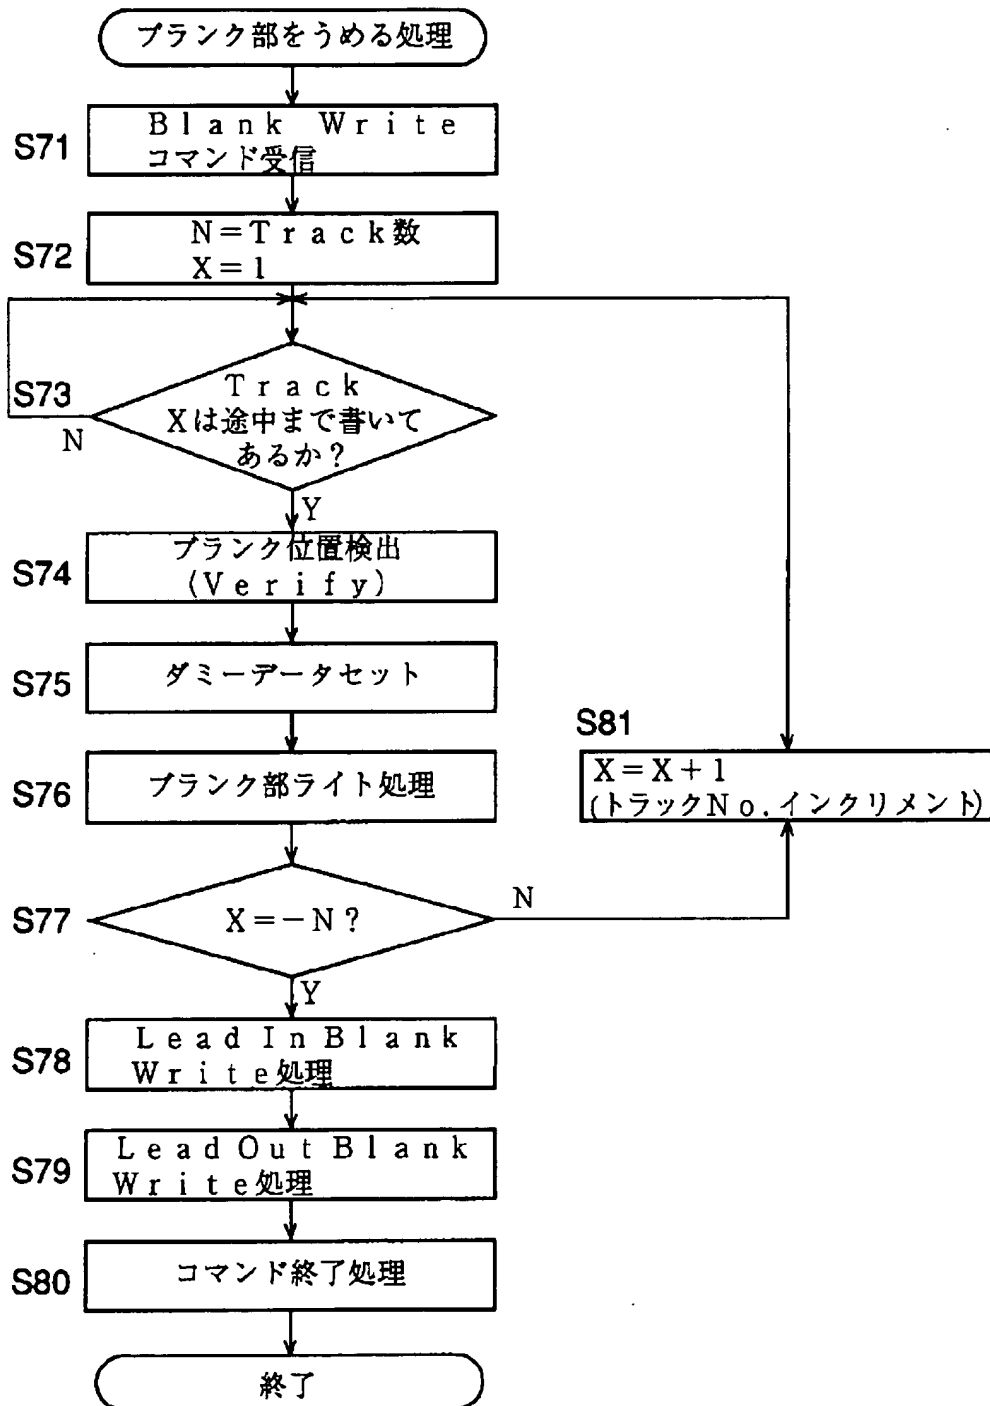 ブランク部をうめる処理
S71
Blank Write
コマンド受信
S72
N=Track数
X=1
S73
Track
Xは途中まで書いて
あるか?
N
Y
S74
ブランク位置検出
(Verify)
S75
ダミーデータセット
S76
ブランク部ライト処理
S81
X=X+1
(トラックNo.インクリメント)
S77
X=-N?
N
Y
S78
Lead In Blank
Write処理
S79
Lead Out Blank
Write処理
S80
コマンド終了処理
終了